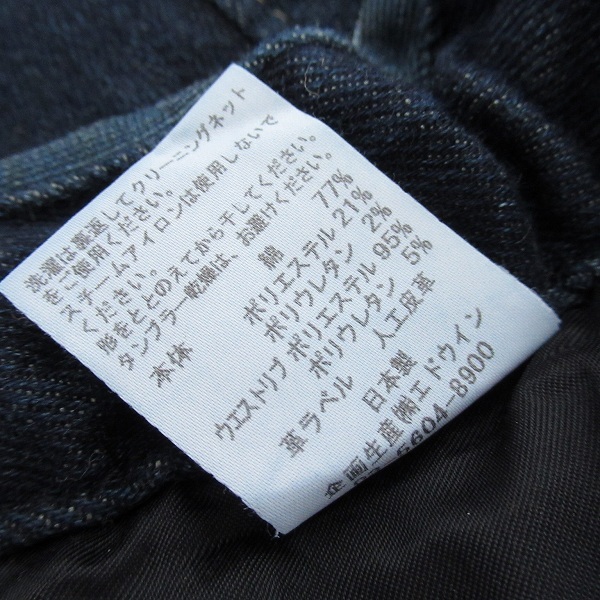 洗濯は裏返してクリーニングネット
をご使用ください。
スチームアイロンは使用しないで
ください。
形をととのえてから干してください。
タンブラー乾燥は、お避けください。
本体 綿 77%
ポリエステル 21%
ポリウレタン 2%
ウエストリブ ポリエステル 95%
ポリウレタン 5%
革ラベル 人工皮革
日本製
企画生産㈱エドウイン
5604-8900